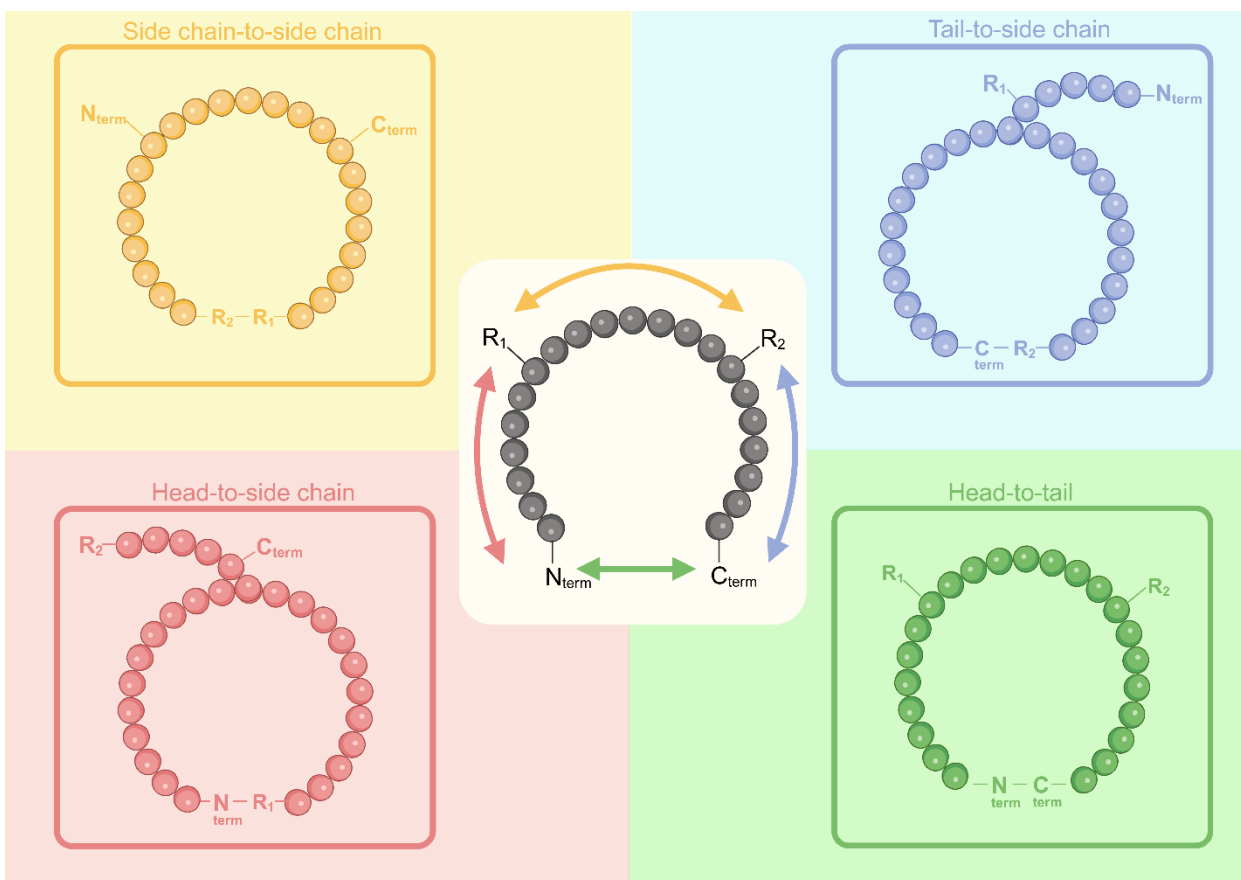 Side chain-to-side chain
Nterm
Cterm
R2 R1
Tail-to-side chain
R1
Nterm
C
term
R2
R1
R2
Nterm
Cterm
Head-to-side chain
R2
Cterm
N
term
R1
Head-to-tail
R1
R2
N C
term term